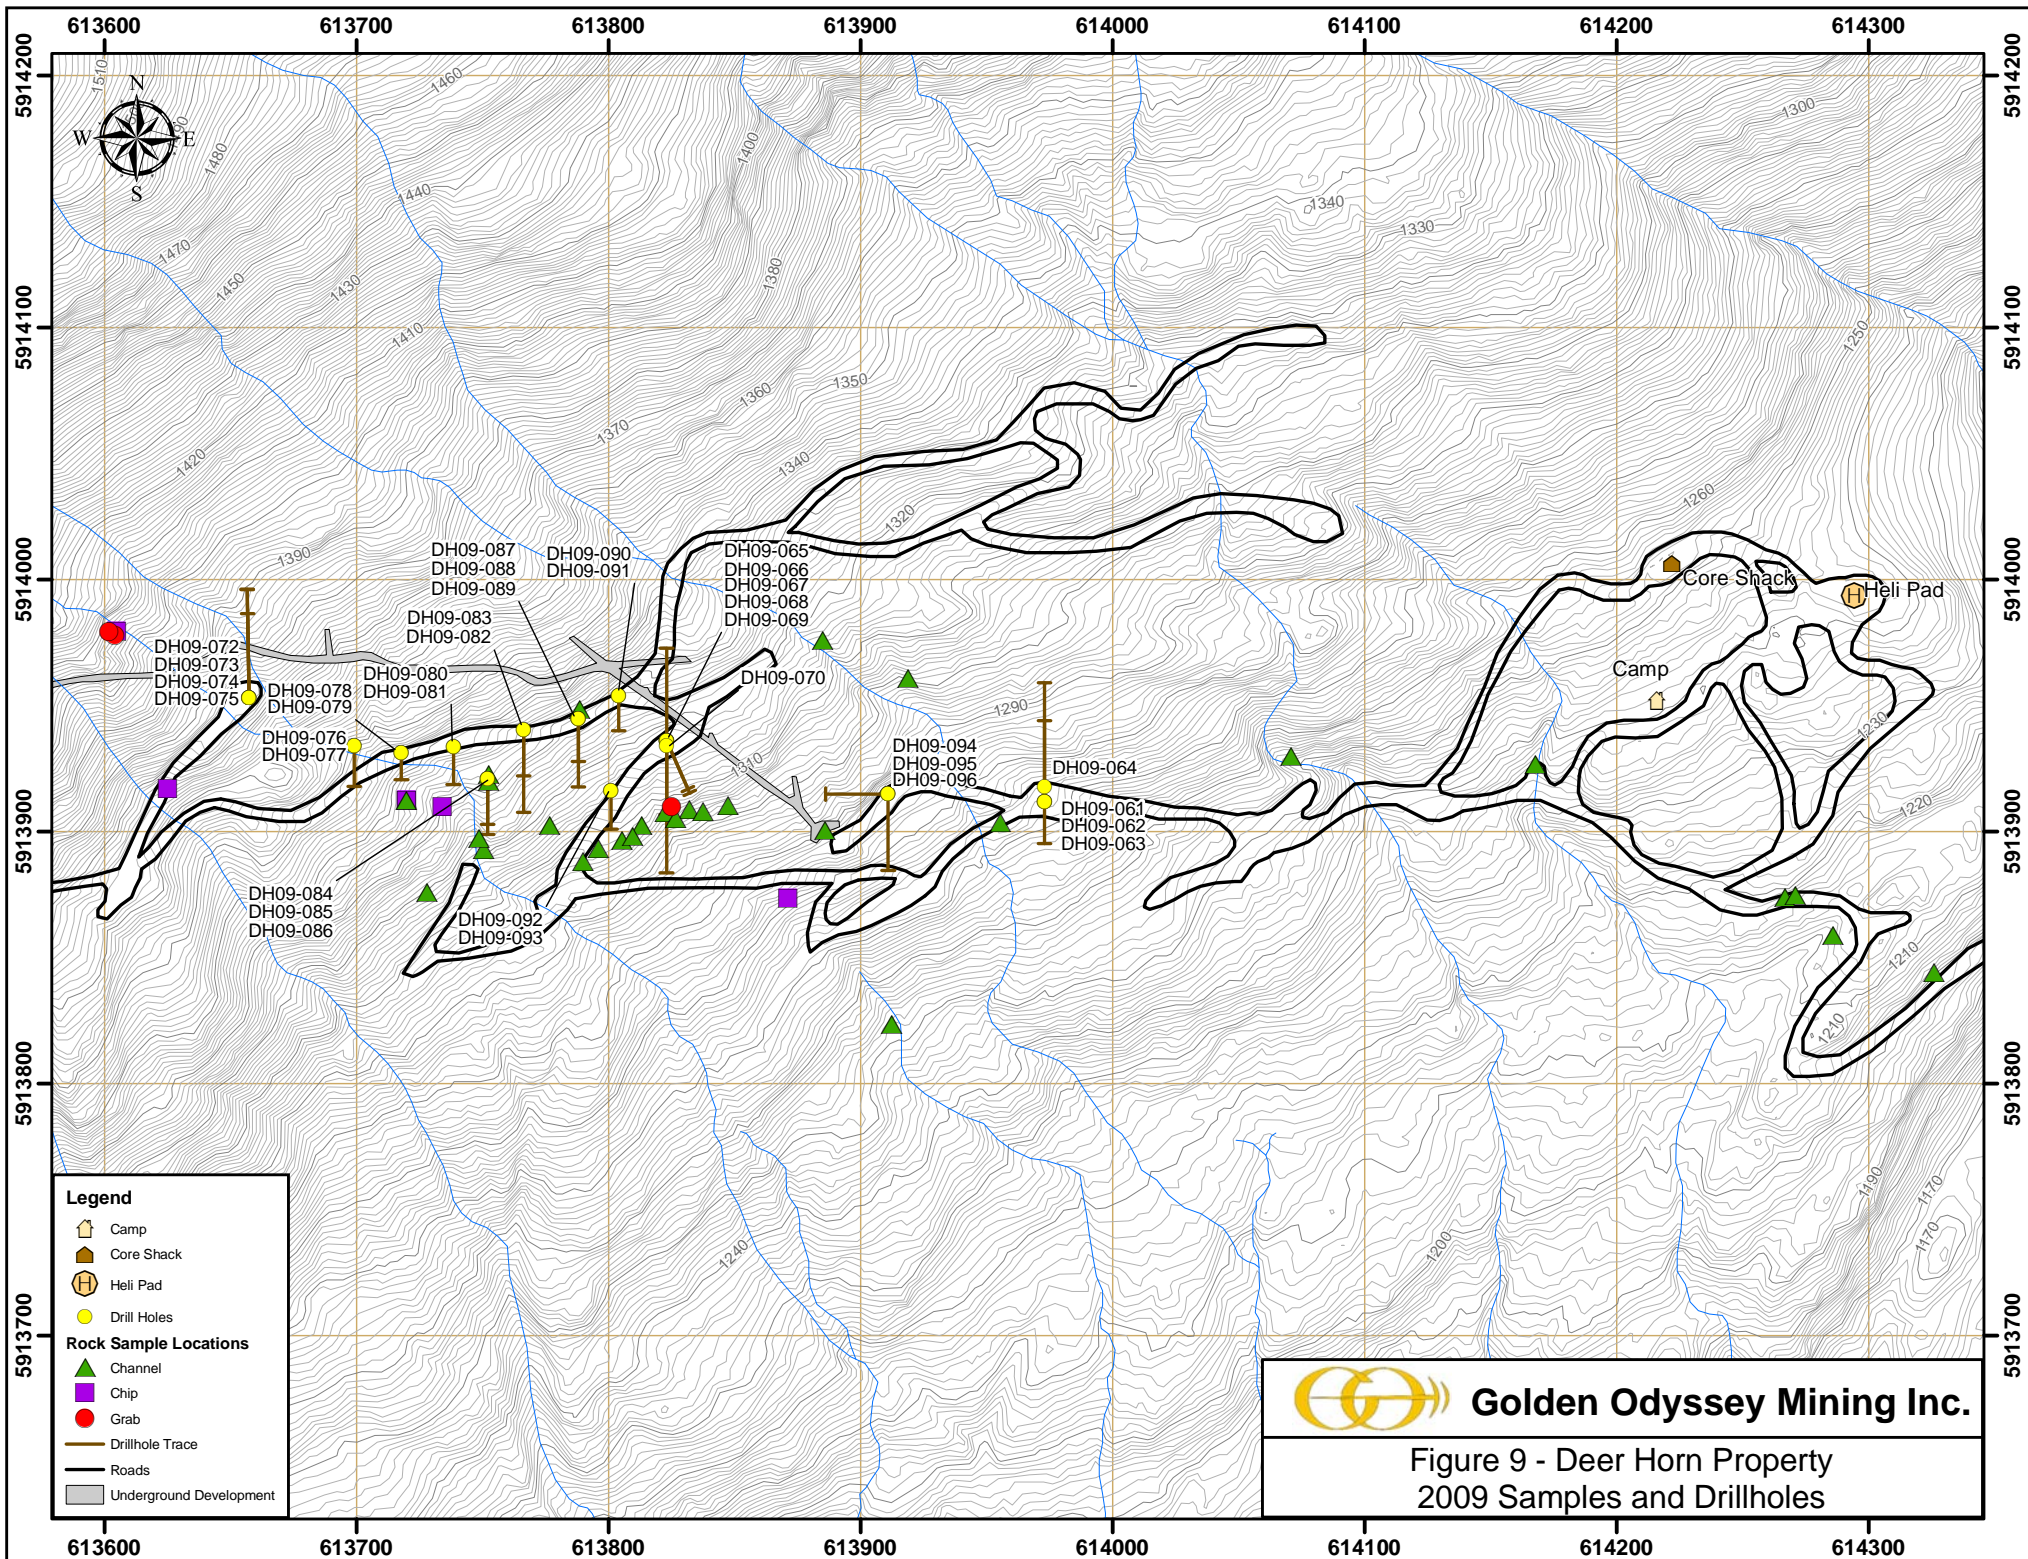 613600 613700 613800 613900 614000 614100 614200 614300
5914200 5914200
5914100 5914100
5914000 5914000
5913900 5913900
5913800 5913800
5913700 5913700
N
W E
S
1510
1460
1480
1440
1470
1450
1430
1410
1420
1390
1400
1380
1370
1360
1350
1340
1320
1340
1330
1300
1250
1260
1290
1310
1230
1220
1210
1210
1190
1170
1170
1200
1240
DH09-087
DH09-088
DH09-089
DH09-090
DH09-091
DH09-065
DH09-066
DH09-067
DH09-068
DH09-069
DH09-083
DH09-082
DH09-072
DH09-073
DH09-074
DH09-075
DH09-080
DH09-081
DH09-078
DH09-079
DH09-070
DH09-076
DH09-077
DH09-094
DH09-095
DH09-096
DH09-064
DH09-061
DH09-062
DH09-063
DH09-084
DH09-085
DH09-086
DH09-092
DH09-093
Core Shack
Heli Pad
Camp
H
Legend
Camp
Core Shack
H Heli Pad
Drill Holes
Rock Sample Locations
Channel
Chip
Grab
Drillhole Trace
Roads
Underground Development
Golden Odyssey Mining Inc.
Figure 9 - Deer Horn Property
2009 Samples and Drillholes
613600 613700 613800 613900 614000 614100 614200 614300